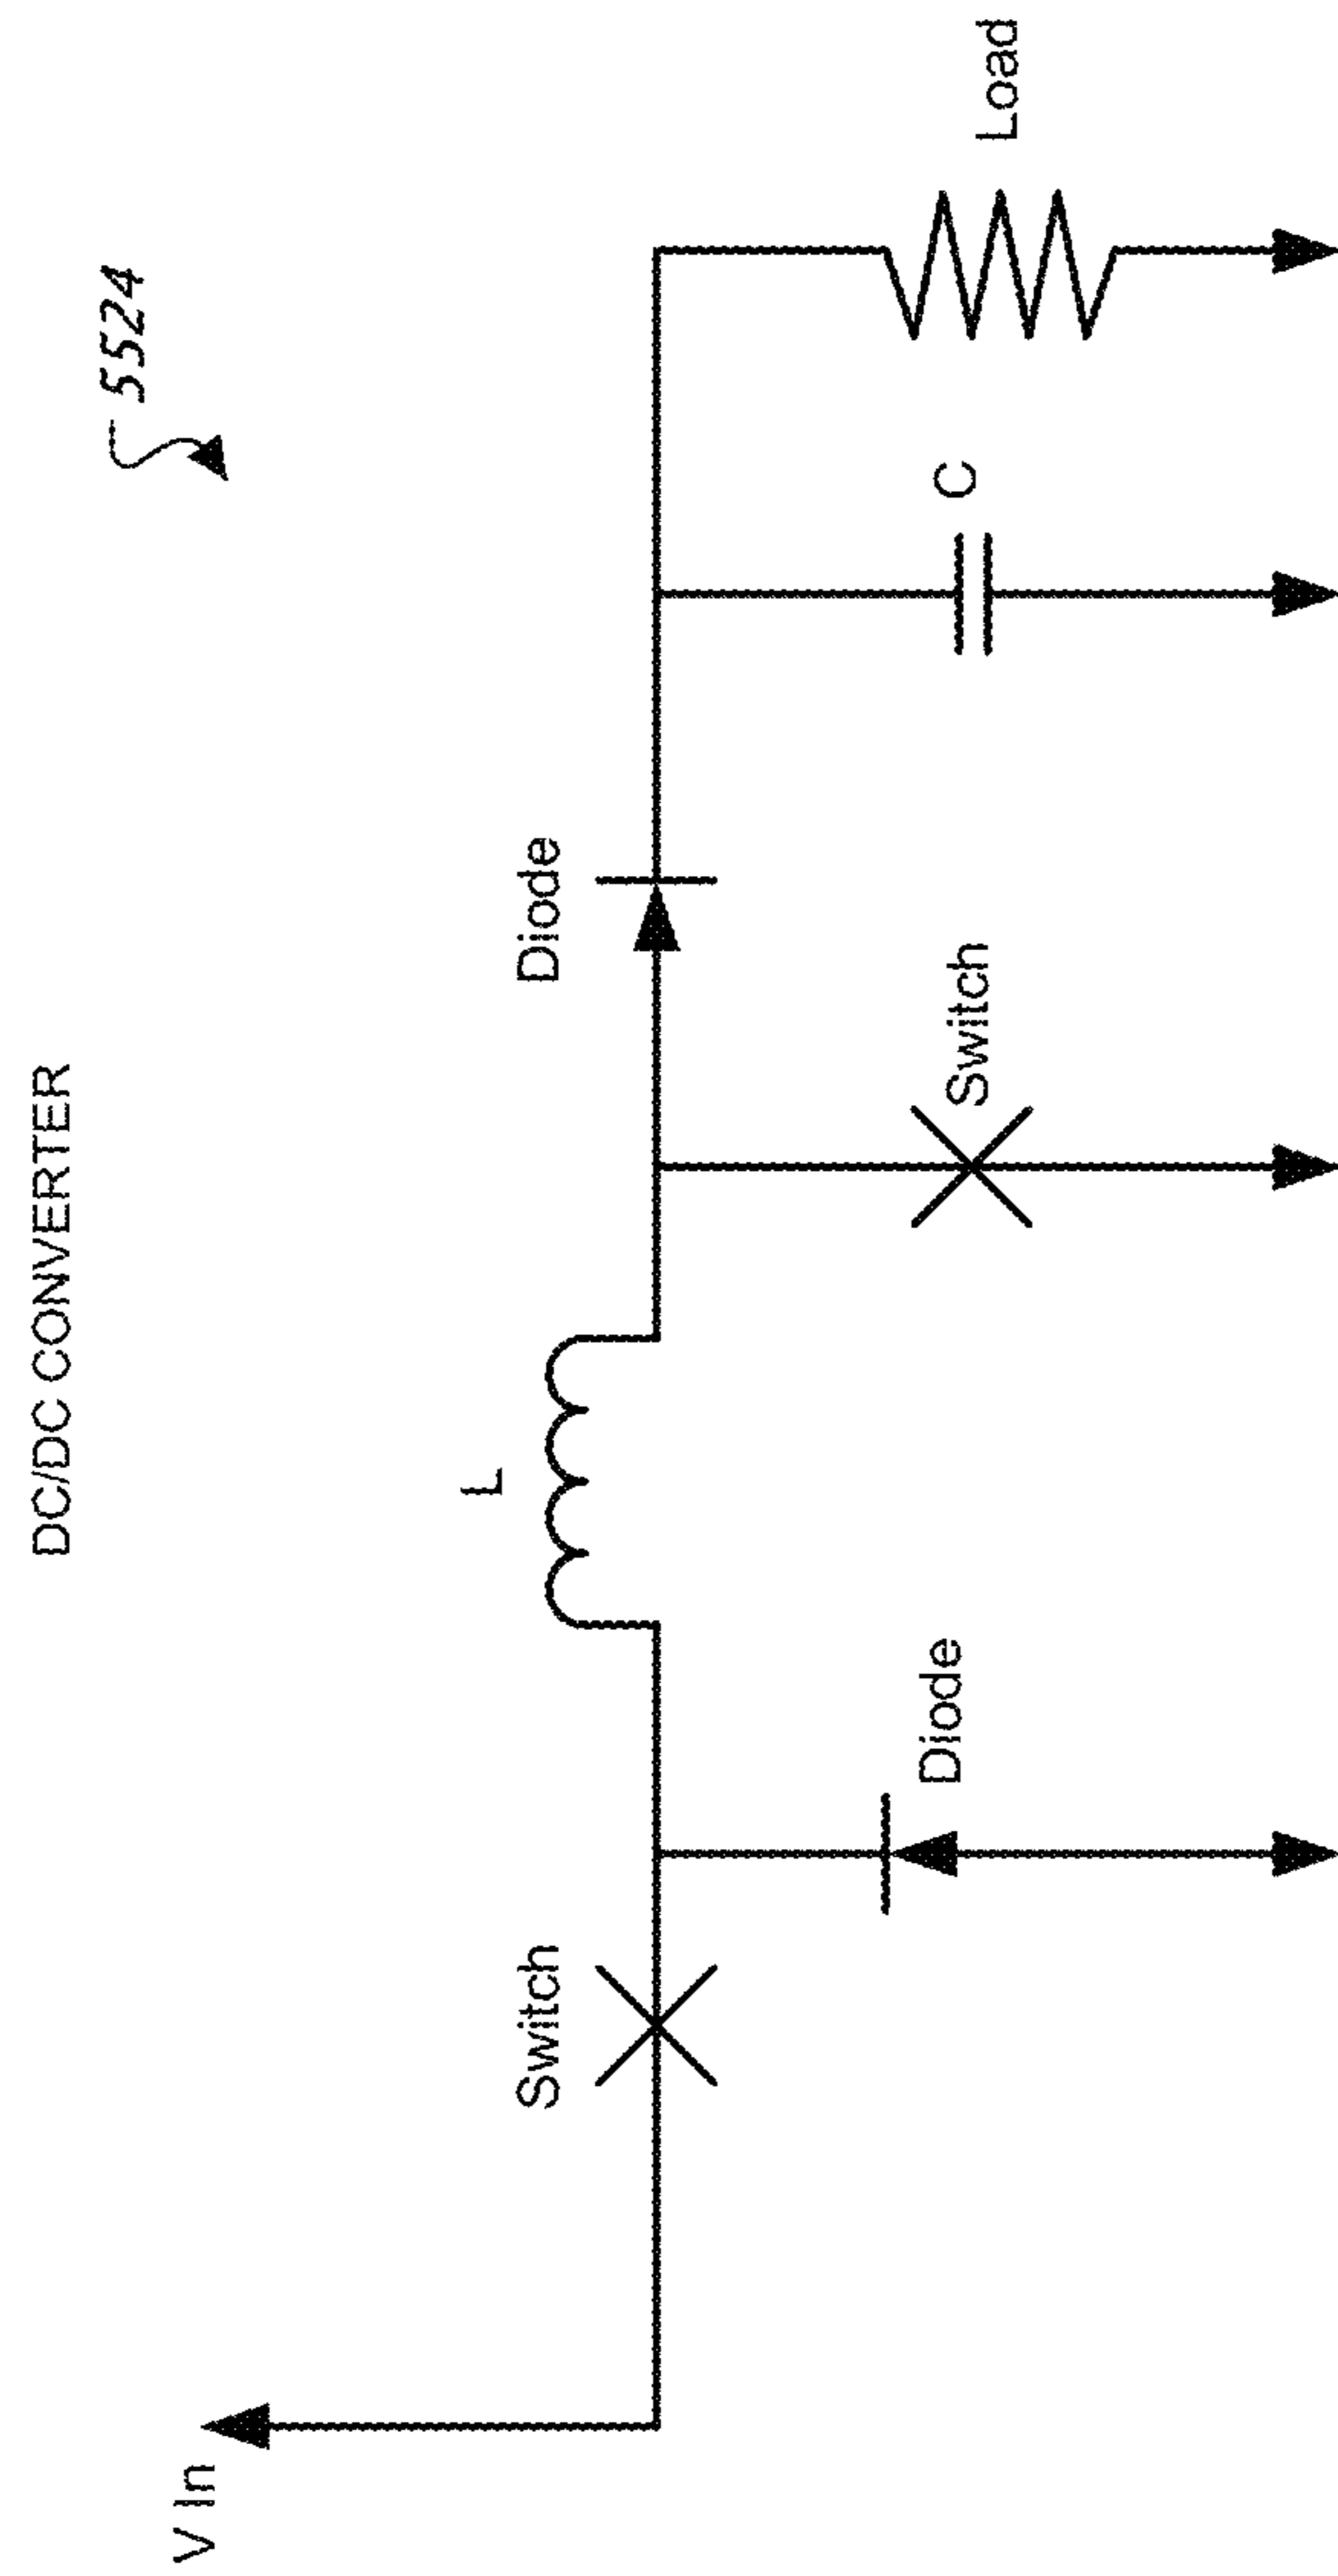 DC/DC CONVERTER
5524
V In
Switch
Diode
L
Switch
Diode
C
Load